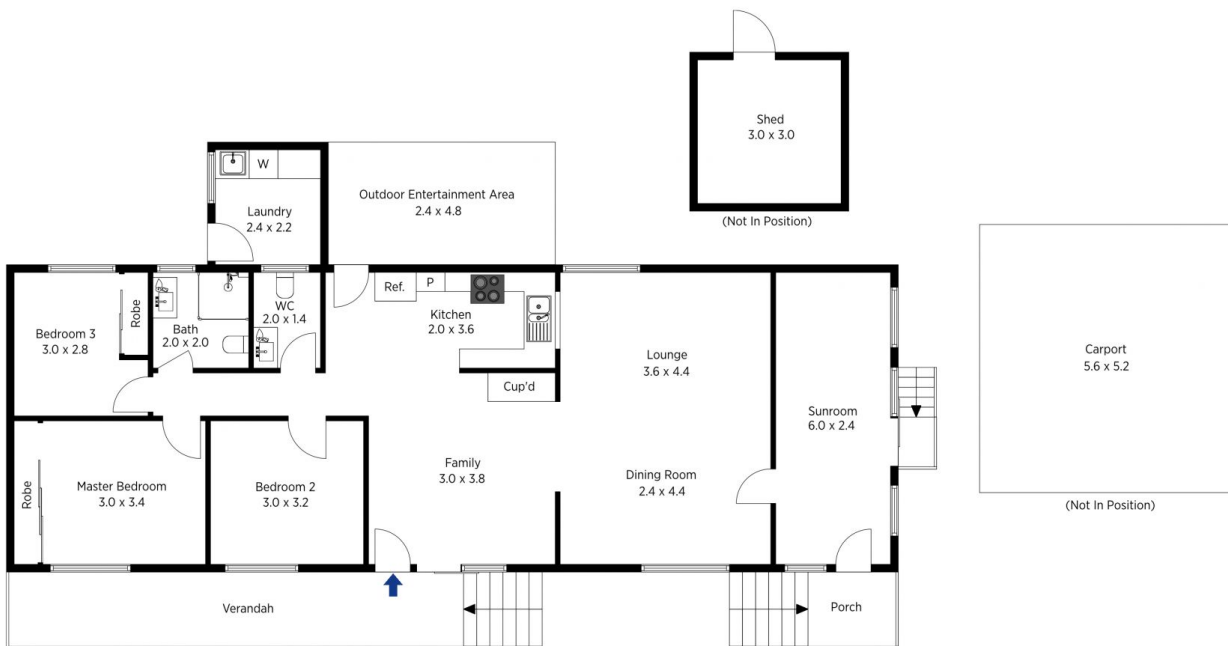 Shed
3.0 x 3.0
(Not In Position)
W
Laundry
2.4 x 2.2
Outdoor Entertainment Area
2.4 x 4.8
Bedroom 3
3.0 x 2.8
Robe
Bath
2.0 x 2.0
WC
2.0 x 1.4
Ref.
P
Kitchen
2.0 x 3.6
Cup'd
Lounge
3.6 x 4.4
Sunroom
6.0 x 2.4
Carport
5.6 x 5.2
(Not In Position)
Robe
Master Bedroom
3.0 x 3.4
Bedroom 2
3.0 x 3.2
Family
3.0 x 3.8
Dining Room
2.4 x 4.4
Verandah
Porch